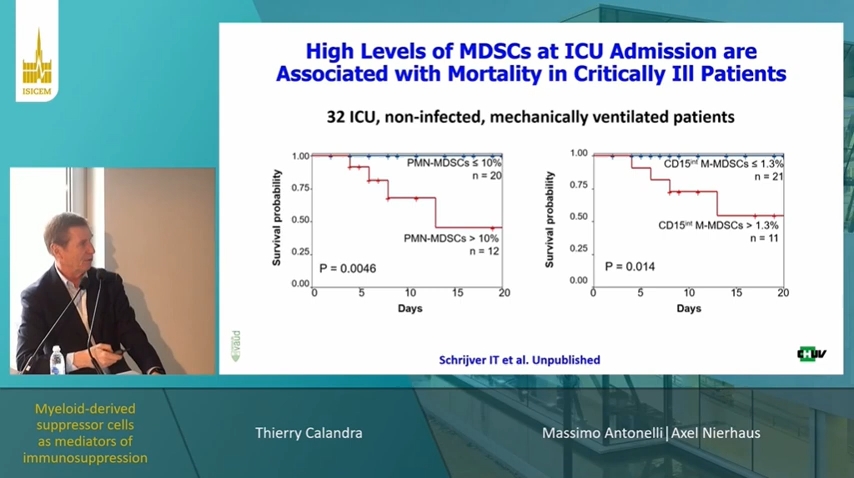 ISICEM
High Levels of MDSCs at ICU Admission are
Associated with Mortality in Critically Ill Patients
32 ICU, non-infected, mechanically ventilated patients
Survival probability
1.00
0.75
0.50
0.25
0.00
PMN-MDSCs ≤ 10%
n = 20
PMN-MDSCs > 10%
n = 12
P = 0.0046
0 5 10 15 20
Days
Survival probability
1.00
0.75
0.50
0.25
0.00
CD15ⁱⁿᵗ M-MDSCs ≤ 1.3%
n = 21
CD15ⁱⁿᵗ M-MDSCs > 1.3%
n = 11
P = 0.014
0 5 10 15 20
Days
Schrijver IT et al. Unpublished
vaud
CHUV
Myeloid-derived
suppressor cells
as mediators of
immunosuppression
Thierry Calandra
Massimo Antonelli|Axel Nierhaus